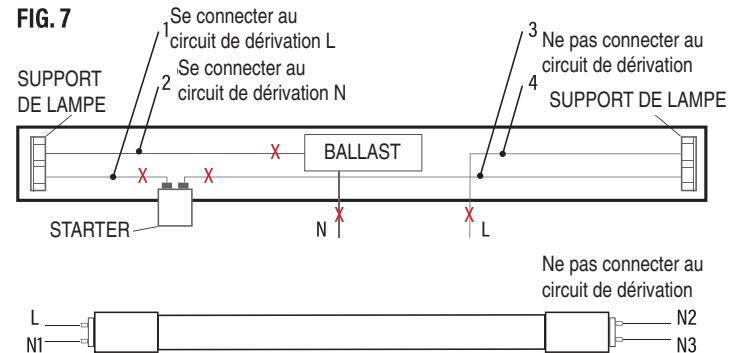 FIG. 7
1 Se connecter au
circuit de dérivation L
2 Se connecter au
circuit de dérivation N
3 Ne pas connecter au
4 circuit de dérivation
SUPPORT
DE LAMPE
SUPPORT DE LAMPE
X
BALLAST
X
X
STARTER
N
X
X
L
Ne pas connecter au
circuit de dérivation
L
N1
N2
N3